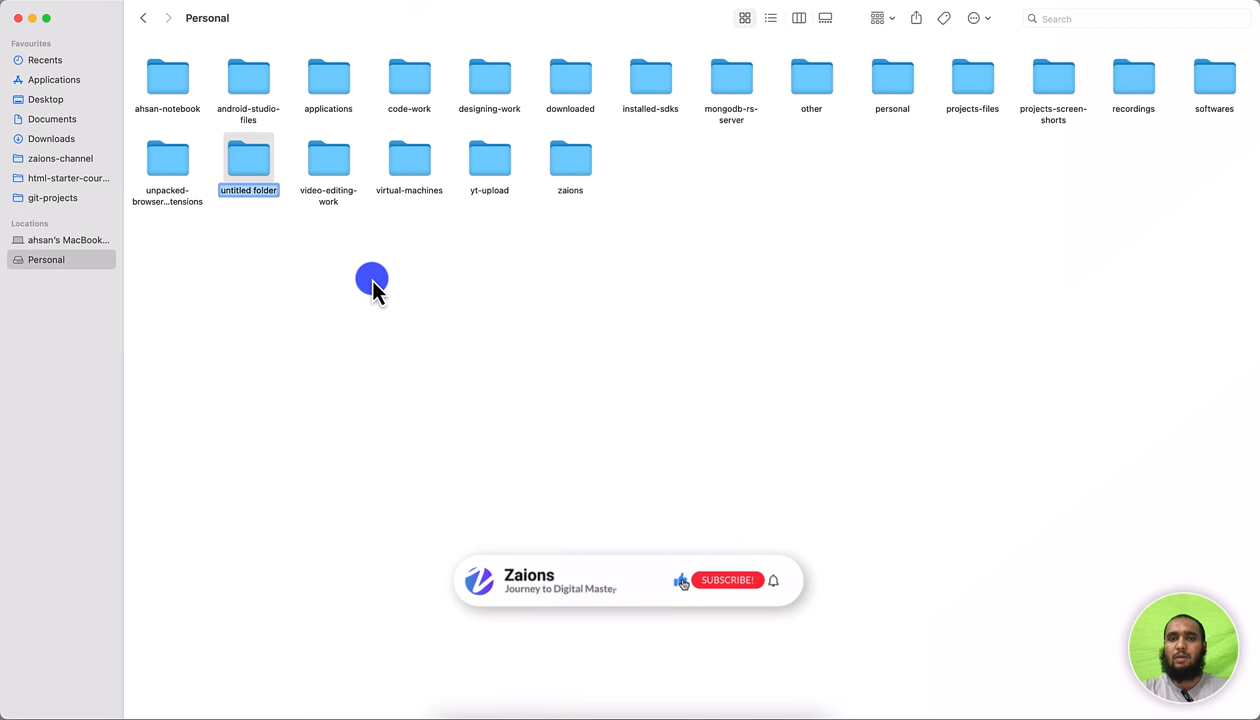 Personal
Search
Favourites
Recents
Applications
Desktop
Documents
Downloads
zaions-channel
html-starter-cour...
git-projects
Locations
ahsan's MacBook...
Personal
ahsan-notebook
android-studio-
files
applications
code-work
designing-work
downloaded
installed-sdks
mongodb-rs-
server
other
personal
projects-files
projects-screen-
shorts
recordings
softwares
unpacked-
browser...tensions
untitled folder
video-editing-
work
virtual-machines
yt-upload
zaions
Zaions
Journey to Digital Master
SUBSCRIBE!